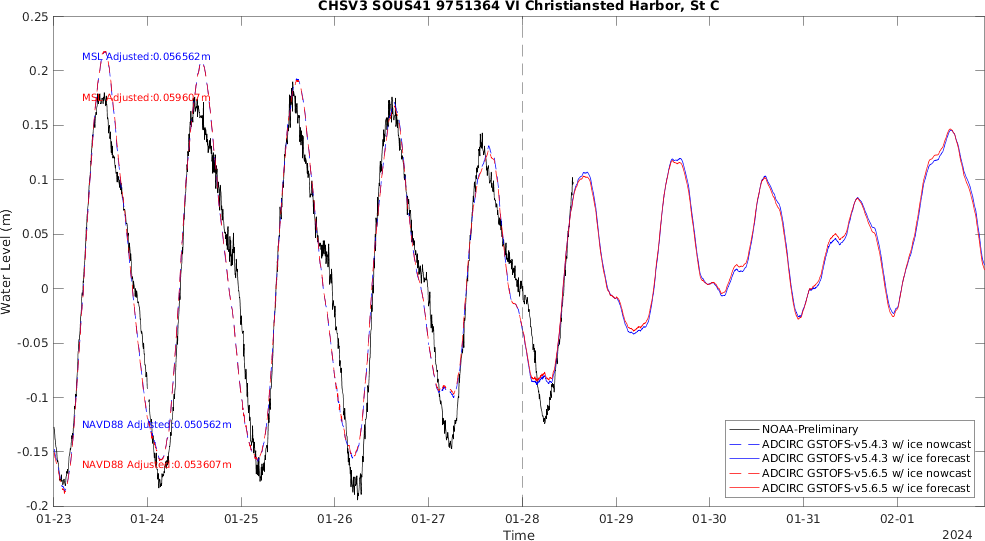 CHSV3 SOUS41 9751364 VI Christiansted Harbor, St C
0.25
0.2
0.15
0.1
0.05
0
-0.05
-0.1
-0.15
-0.2
Water Level (m)
MSL Adjusted:0.056562m
MSL Adjusted:0.059607m
NAVD88 Adjusted:0.050562m
NAVD88 Adjusted:0.053607m
NOAA-Preliminary
ADCIRC GSTOFS-v5.4.3 w/ ice nowcast
ADCIRC GSTOFS-v5.4.3 w/ ice forecast
ADCIRC GSTOFS-v5.6.5 w/ ice nowcast
ADCIRC GSTOFS-v5.6.5 w/ ice forecast
01-23 01-24 01-25 01-26 01-27 01-28 01-29 01-30 01-31 02-01
Time
2024